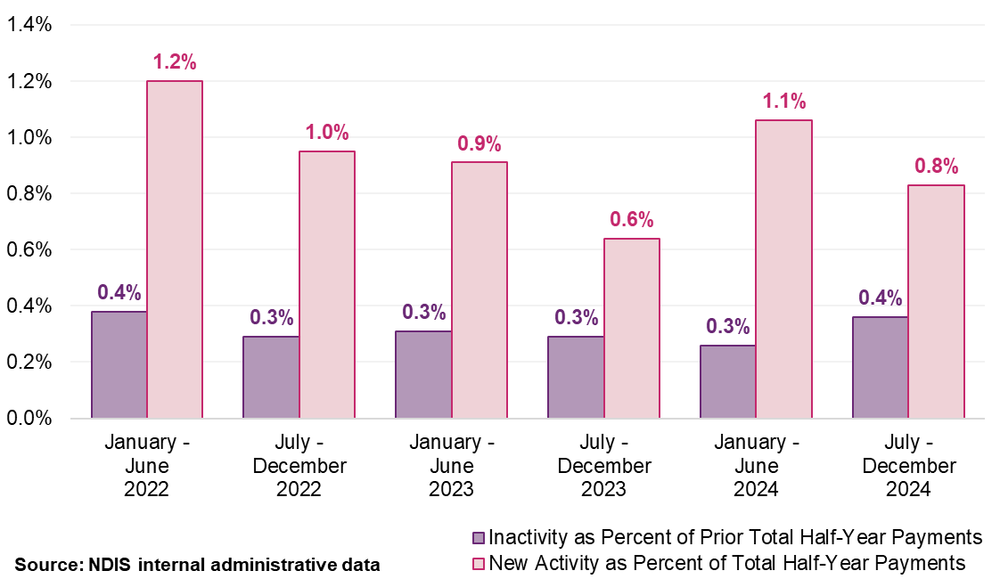 1.4%
1.2%
1.0%
0.8%
0.6%
0.4%
0.2%
0.0%
0.4%
1.2%
0.3%
1.0%
0.3%
0.9%
0.3%
0.6%
0.3%
1.1%
0.4%
0.8%
January -
June
2022
July -
December
2022
January -
June
2023
July -
December
2023
January -
June
2024
July -
December
2024
Inactivity as Percent of Prior Total Half-Year Payments
New Activity as Percent of Total Half-Year Payments
Source: NDIS internal administrative data